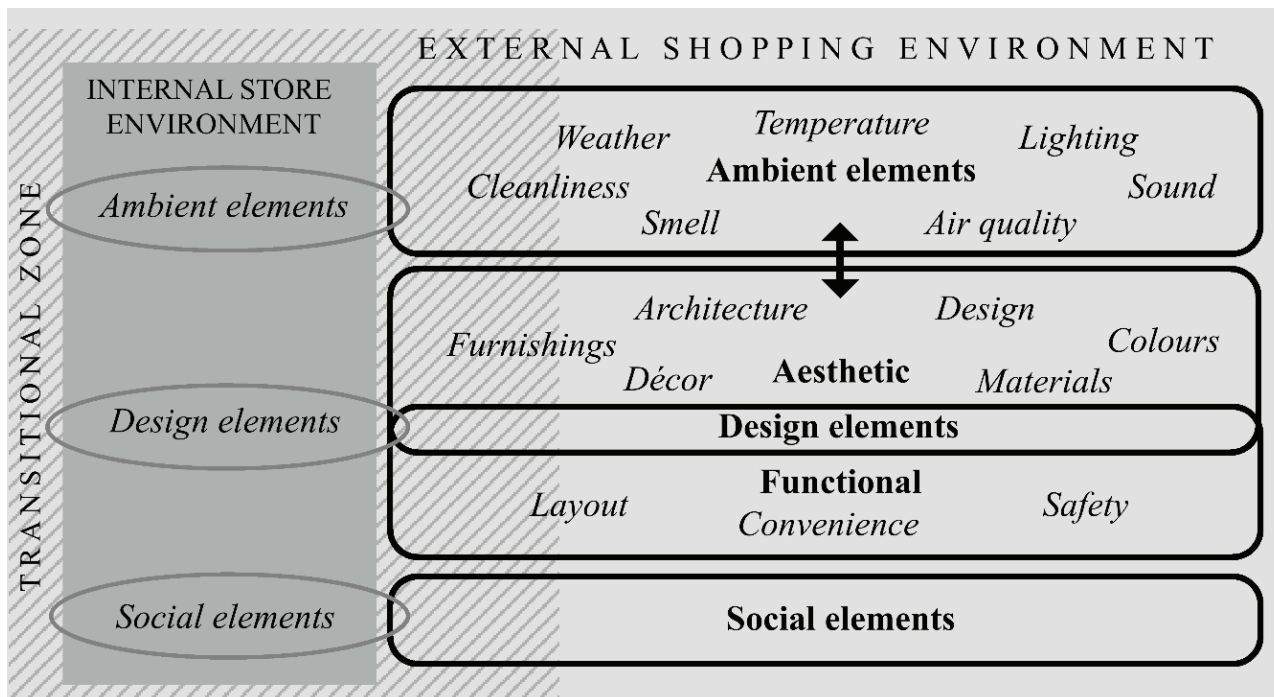 EXTERNAL SHOPPING ENVIRONMENT
TRANSITIONAL ZONE
INTERNAL STORE
ENVIRONMENT
Ambient elements
Design elements
Social elements
Weather
Temperature
Lighting
Cleanliness
Ambient elements
Sound
Smell
Air quality
Architecture
Design
Furnishings
Colours
Décor
Aesthetic
Materials
Design elements
Functional
Layout
Convenience
Safety
Social elements